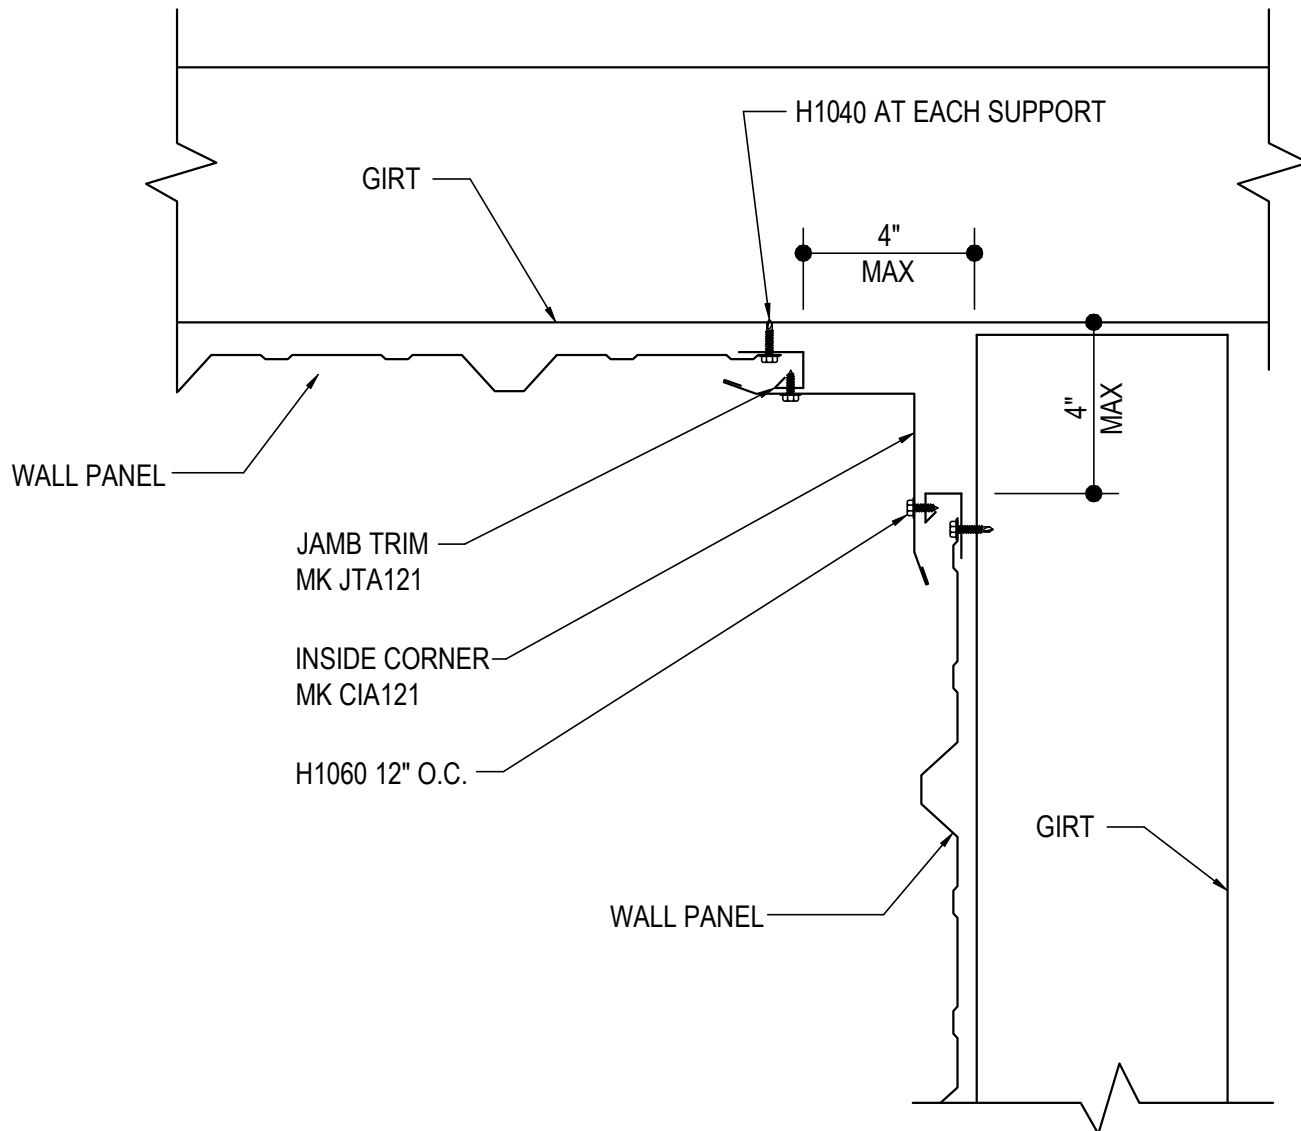 H1040 AT EACH SUPPORT
GIRT
4"
MAX
4"
MAX
WALL PANEL
JAMB TRIM
MK JTA121
INSIDE CORNER
MK CIA121
H1060 12" O.C.
GIRT
WALL PANEL